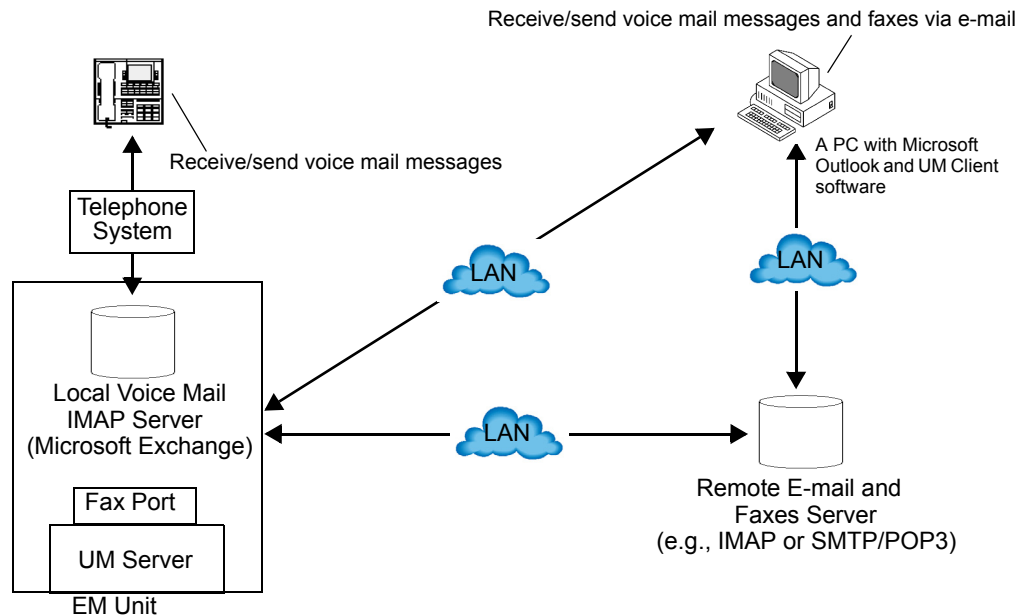 Receive/send voice mail messages and faxes via e-mail
Receive/send voice mail messages
A PC with Microsoft
Outlook and UM Client
software
Telephone
System
LAN
LAN
Local Voice Mail
IMAP Server
(Microsoft Exchange)
LAN
Remote E-mail and
Faxes Server
(e.g., IMAP or SMTP/POP3)
Fax Port
UM Server
EM Unit